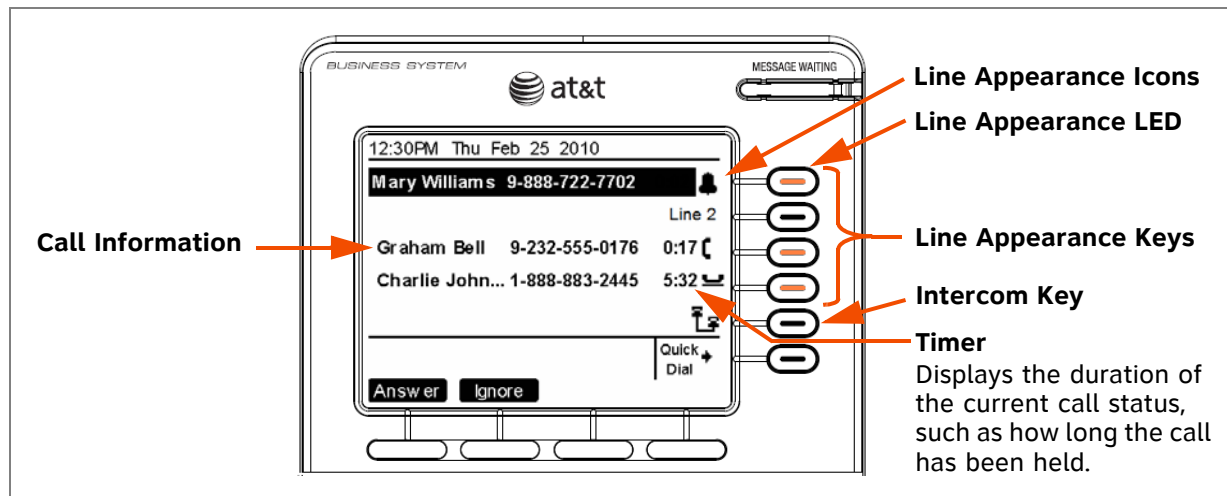 BUSINESS SYSTEM
at&t
MESSAGE WAITING
Line Appearance Icons
Line Appearance LED
12:30PM Thu Feb 25 2010
Mary Williams 9-888-722-7702
Line 2
Call Information
Graham Bell 9-232-555-0176 0:17
Line Appearance Keys
Charlie John... 1-888-883-2445 5:32
Intercom Key
Quick Dial
Answer Ignore
Timer
Displays the duration of
the current call status,
such as how long the call
has been held.